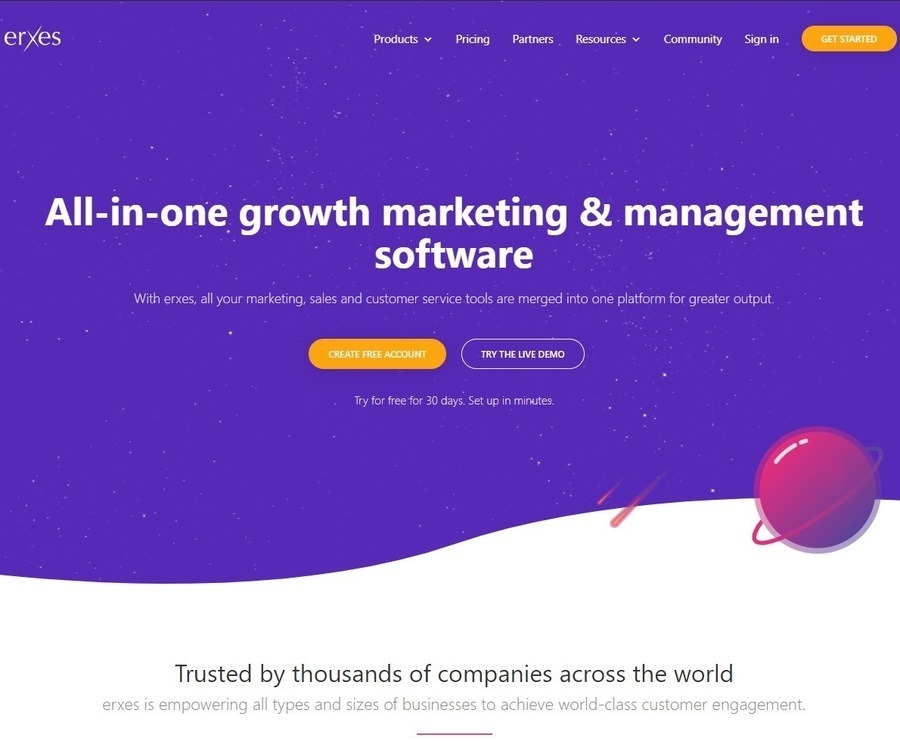 erxes
Products
Pricing
Partners
Resources
Community
Sign in
GET STARTED
All-in-one growth marketing & management
software
With erxes, all your marketing, sales and customer service tools are merged into one platform for greater output.
CREATE FREE ACCOUNT
TRY THE LIVE DEMO
Try for free for 30 days. Set up in minutes.
Trusted by thousands of companies across the world
erxes is empowering all types and sizes of businesses to achieve world-class customer engagement.